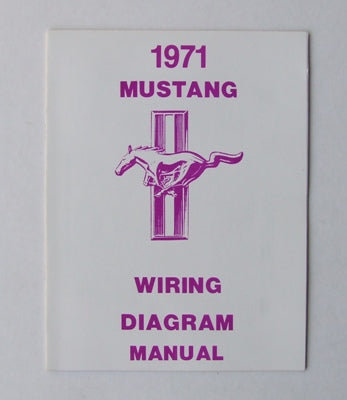 1971
MUSTANG
WIRING
DIAGRAM
MANUAL